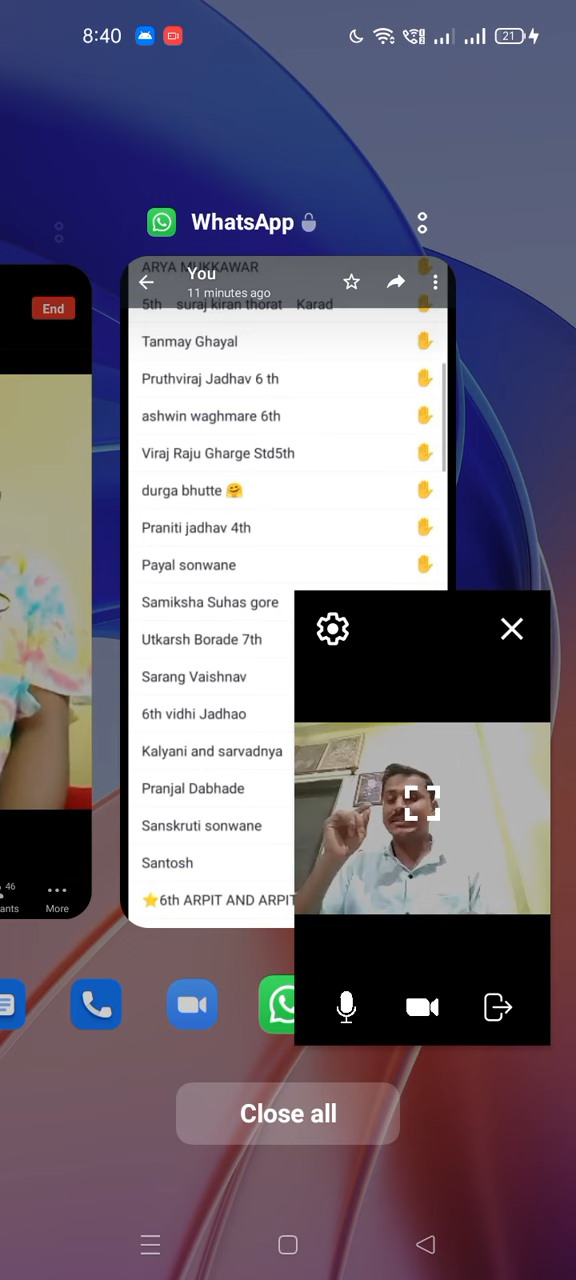 8:40
21
WhatsApp
End
ARYA MUKKAWAR
You
11 minutes ago
5th suraj kiran thorat Karad
Tanmay Ghayal
Pruthviraj Jadhav 6 th
ashwin waghmare 6th
Viraj Raju Gharge Std5th
durga bhutte 🤗
Praniti jadhav 4th
Payal sonwane
Samiksha Suhas gore
Utkarsh Borade 7th
Sarang Vaishnav
6th vidhi Jadhao
Kalyani and sarvadnya
Pranjal Dabhade
Sanskruti sonwane
Santosh
⭐6th ARPIT AND ARPIT
46
ants
More
Close all